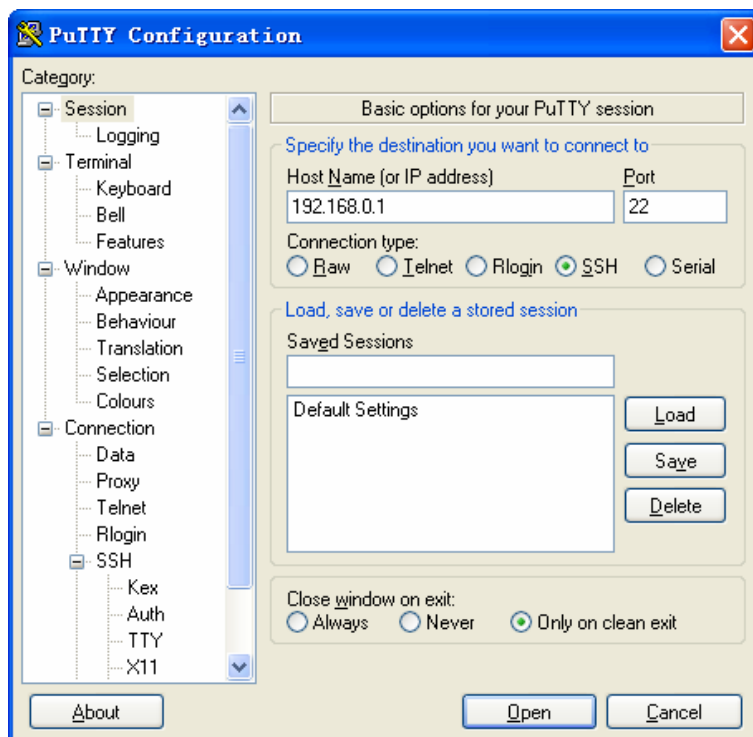 PuTTY Configuration
Category:
Session
Logging
Terminal
Keyboard
Bell
Features
Window
Appearance
Behaviour
Translation
Selection
Colours
Connection
Data
Proxy
Telnet
Rlogin
SSH
Kex
Auth
TTY
X11
Basic options for your PuTTY session
Specify the destination you want to connect to
Host Name (or IP address) Port
192.168.0.1 22
Connection type:
Raw Telnet Rlogin SSH Serial
Load, save or delete a stored session
Saved Sessions
Default Settings
Load
Save
Delete
Close window on exit:
Always Never Only on clean exit
About Open Cancel